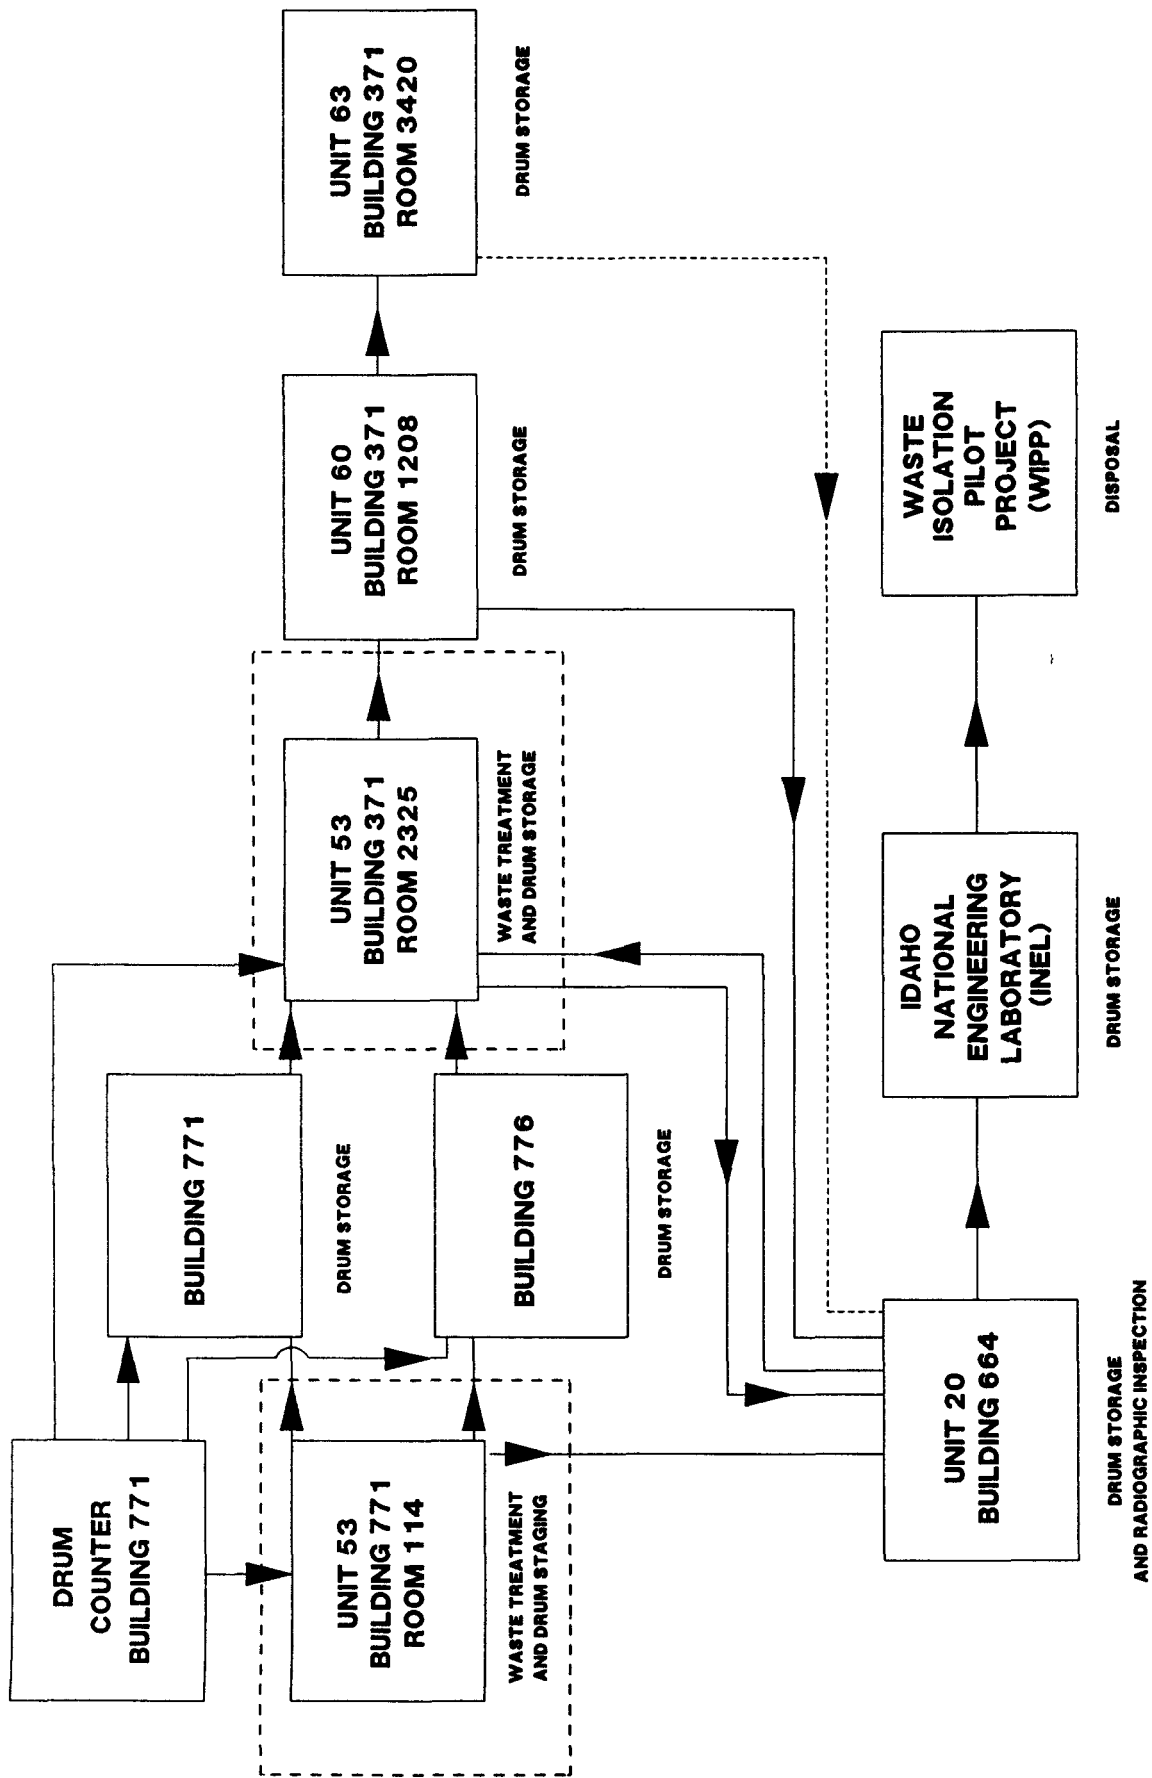 DRUM
COUNTER
BUILDING 771
BUILDING 771
DRUM STORAGE
UNIT 53
BUILDING 771
ROOM 114
WASTE TREATMENT
AND DRUM STAGING
BUILDING 776
DRUM STORAGE
UNIT 53
BUILDING 371
ROOM 2325
WASTE TREATMENT
AND DRUM STORAGE
UNIT 60
BUILDING 371
ROOM 1208
DRUM STORAGE
UNIT 63
BUILDING 371
ROOM 3420
DRUM STORAGE
UNIT 20
BUILDING 664
DRUM STORAGE
AND RADIOGRAPHIC INSPECTION
IDAHO
NATIONAL
ENGINEERING
LABORATORY
(INEL)
DRUM STORAGE
WASTE
ISOLATION
PILOT
PROJECT
(WIPP)
DISPOSAL